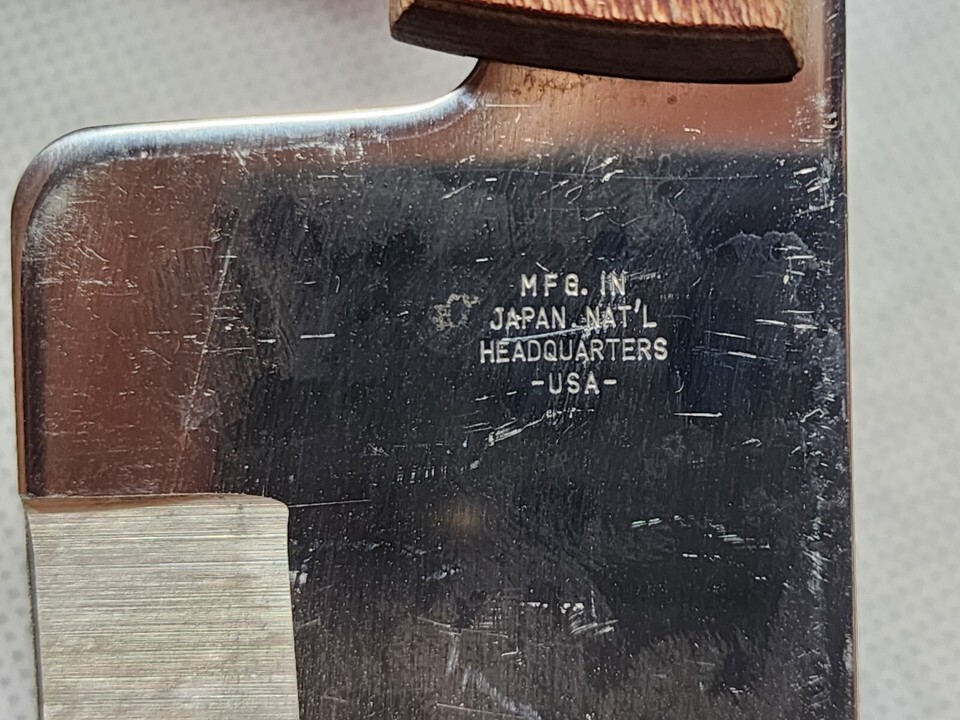 MFG. IN
JAPAN NAT'L
HEADQUARTERS
-USA-